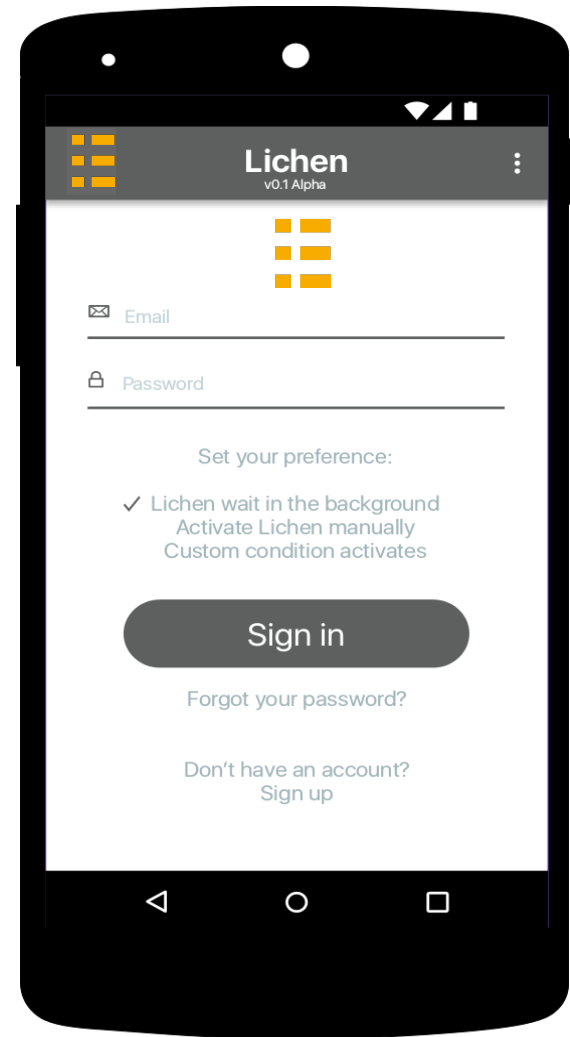 Lichen
v0.1 Alpha
Email
Password
Set your preference:
Lichen wait in the background
Activate Lichen manually
Custom condition activates
Sign in
Forgot your password?
Don't have an account?
Sign up